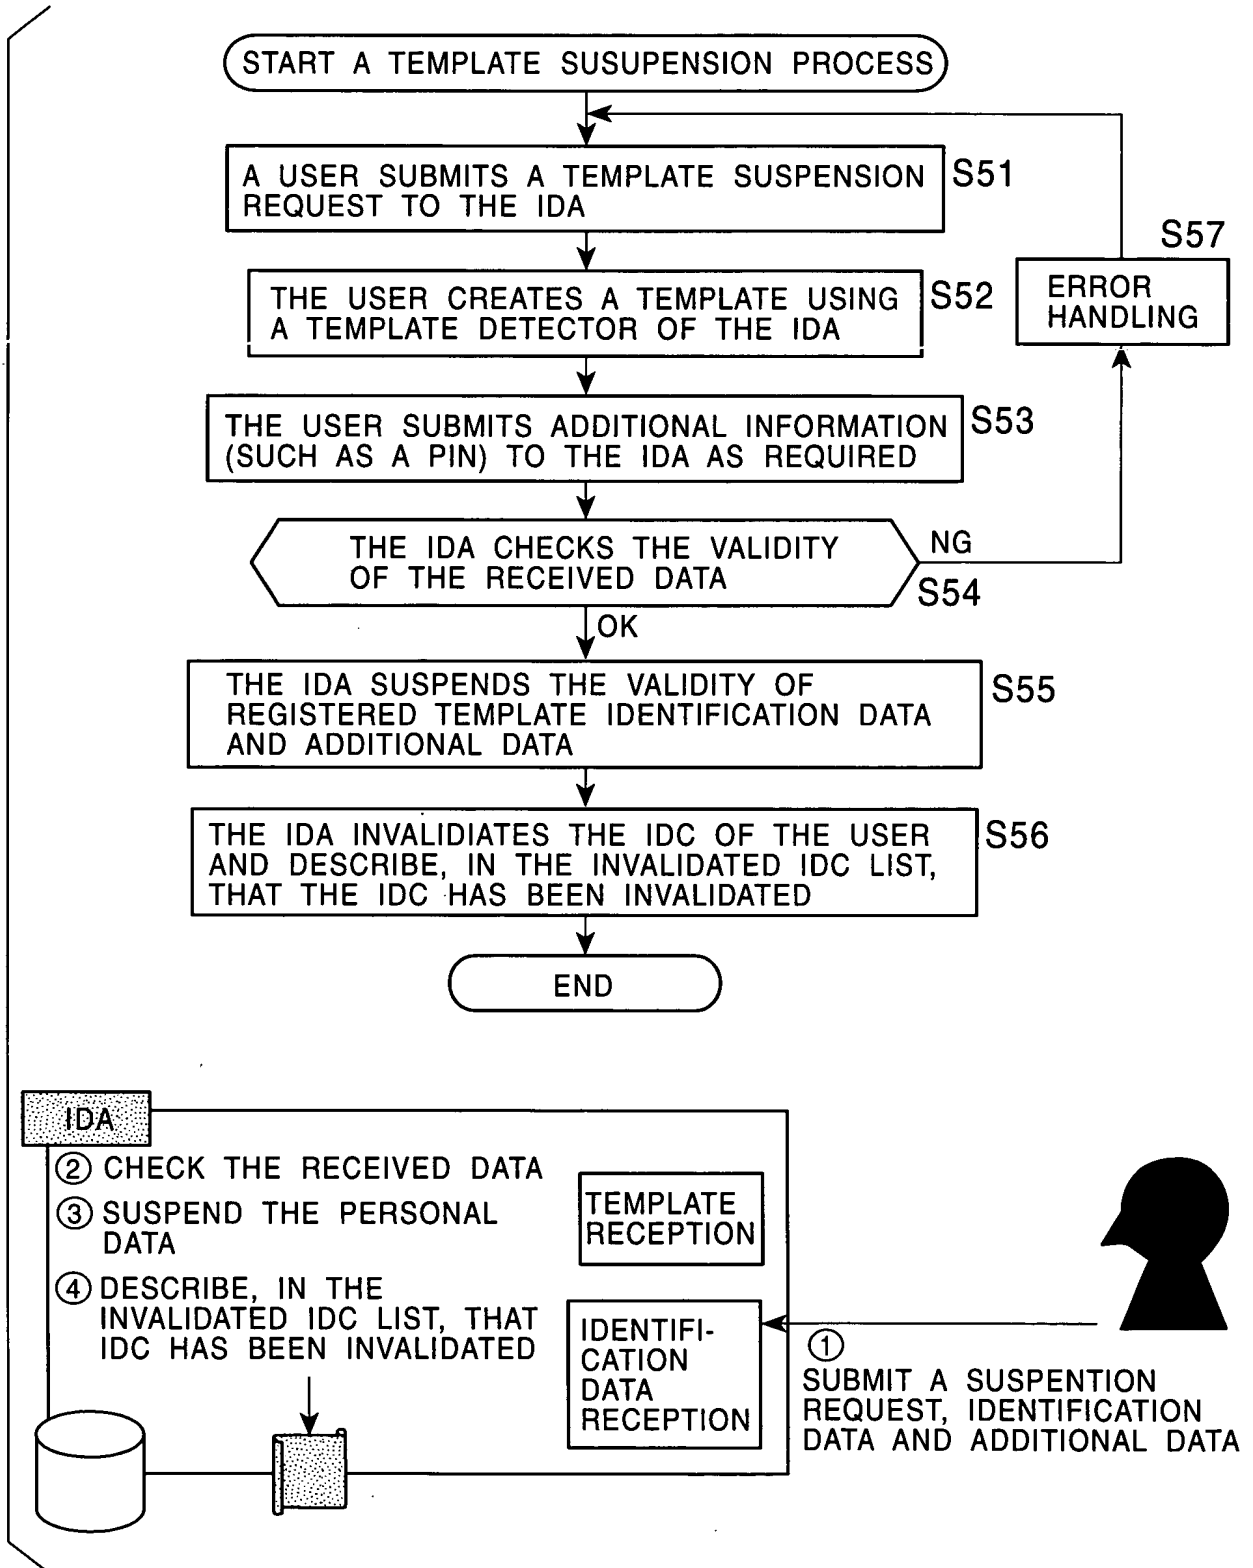 START A TEMPLATE SUSUPENSION PROCESS
A USER SUBMITS A TEMPLATE SUSPENSION
REQUEST TO THE IDA
S51
S57
ERROR
HANDLING
THE USER CREATES A TEMPLATE USING
A TEMPLATE DETECTOR OF THE IDA
S52
THE USER SUBMITS ADDITIONAL INFORMATION
(SUCH AS A PIN) TO THE IDA AS REQUIRED
S53
THE IDA CHECKS THE VALIDITY
OF THE RECEIVED DATA
NG
S54
OK
THE IDA SUSPENDS THE VALIDITY OF
REGISTERED TEMPLATE IDENTIFICATION DATA
AND ADDITIONAL DATA
S55
THE IDA INVALIDIATES THE IDC OF THE USER
AND DESCRIBE, IN THE INVALIDATED IDC LIST,
THAT THE IDC HAS BEEN INVALIDATED
S56
END
IDA
② CHECK THE RECEIVED DATA
③ SUSPEND THE PERSONAL
DATA
④ DESCRIBE, IN THE
INVALIDATED IDC LIST, THAT
IDC HAS BEEN INVALIDATED
TEMPLATE
RECEPTION
IDENTIFI-
CATION
DATA
RECEPTION
①
SUBMIT A SUSPENTION
REQUEST, IDENTIFICATION
DATA AND ADDITIONAL DATA